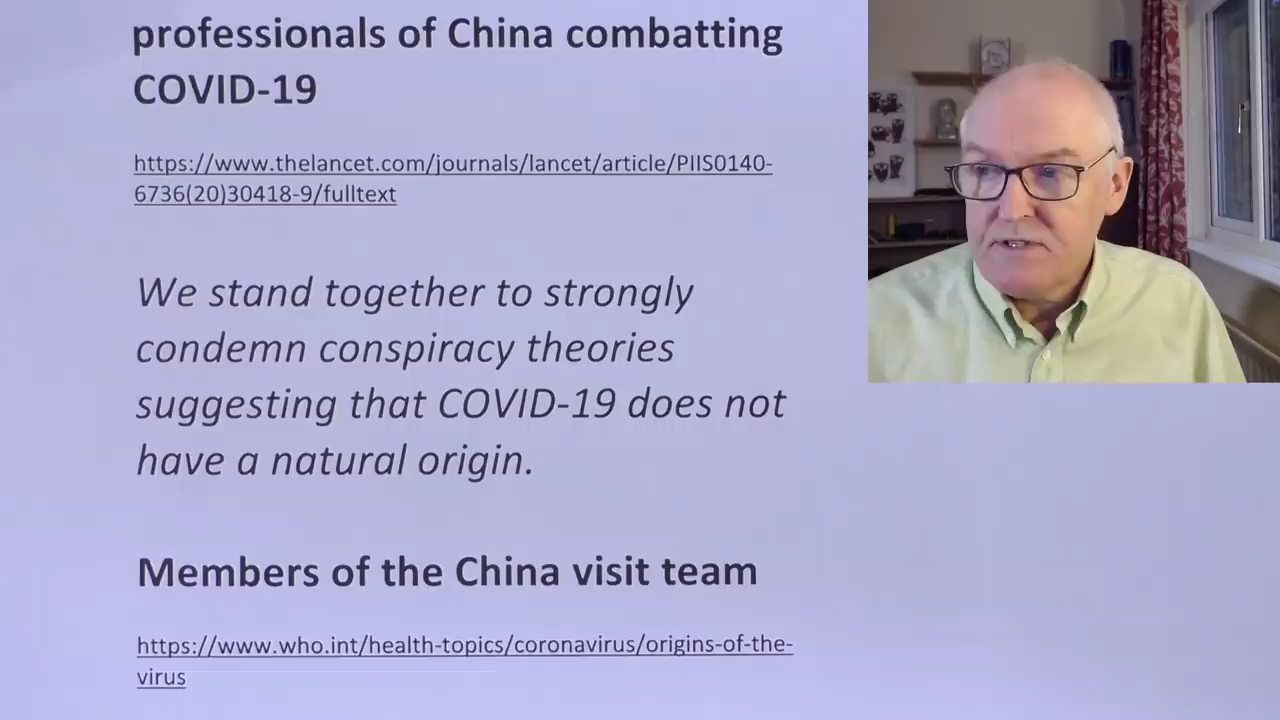 professionals of China combatting
COVID-19
https://www.thelancet.com/journals/lancet/article/PIIS0140-
6736(20)30418-9/fulltext
We stand together to strongly
condemn conspiracy theories
suggesting that COVID-19 does not
have a natural origin.
Members of the China visit team
https://www.who.int/health-topics/coronavirus/origins-of-the-
virus